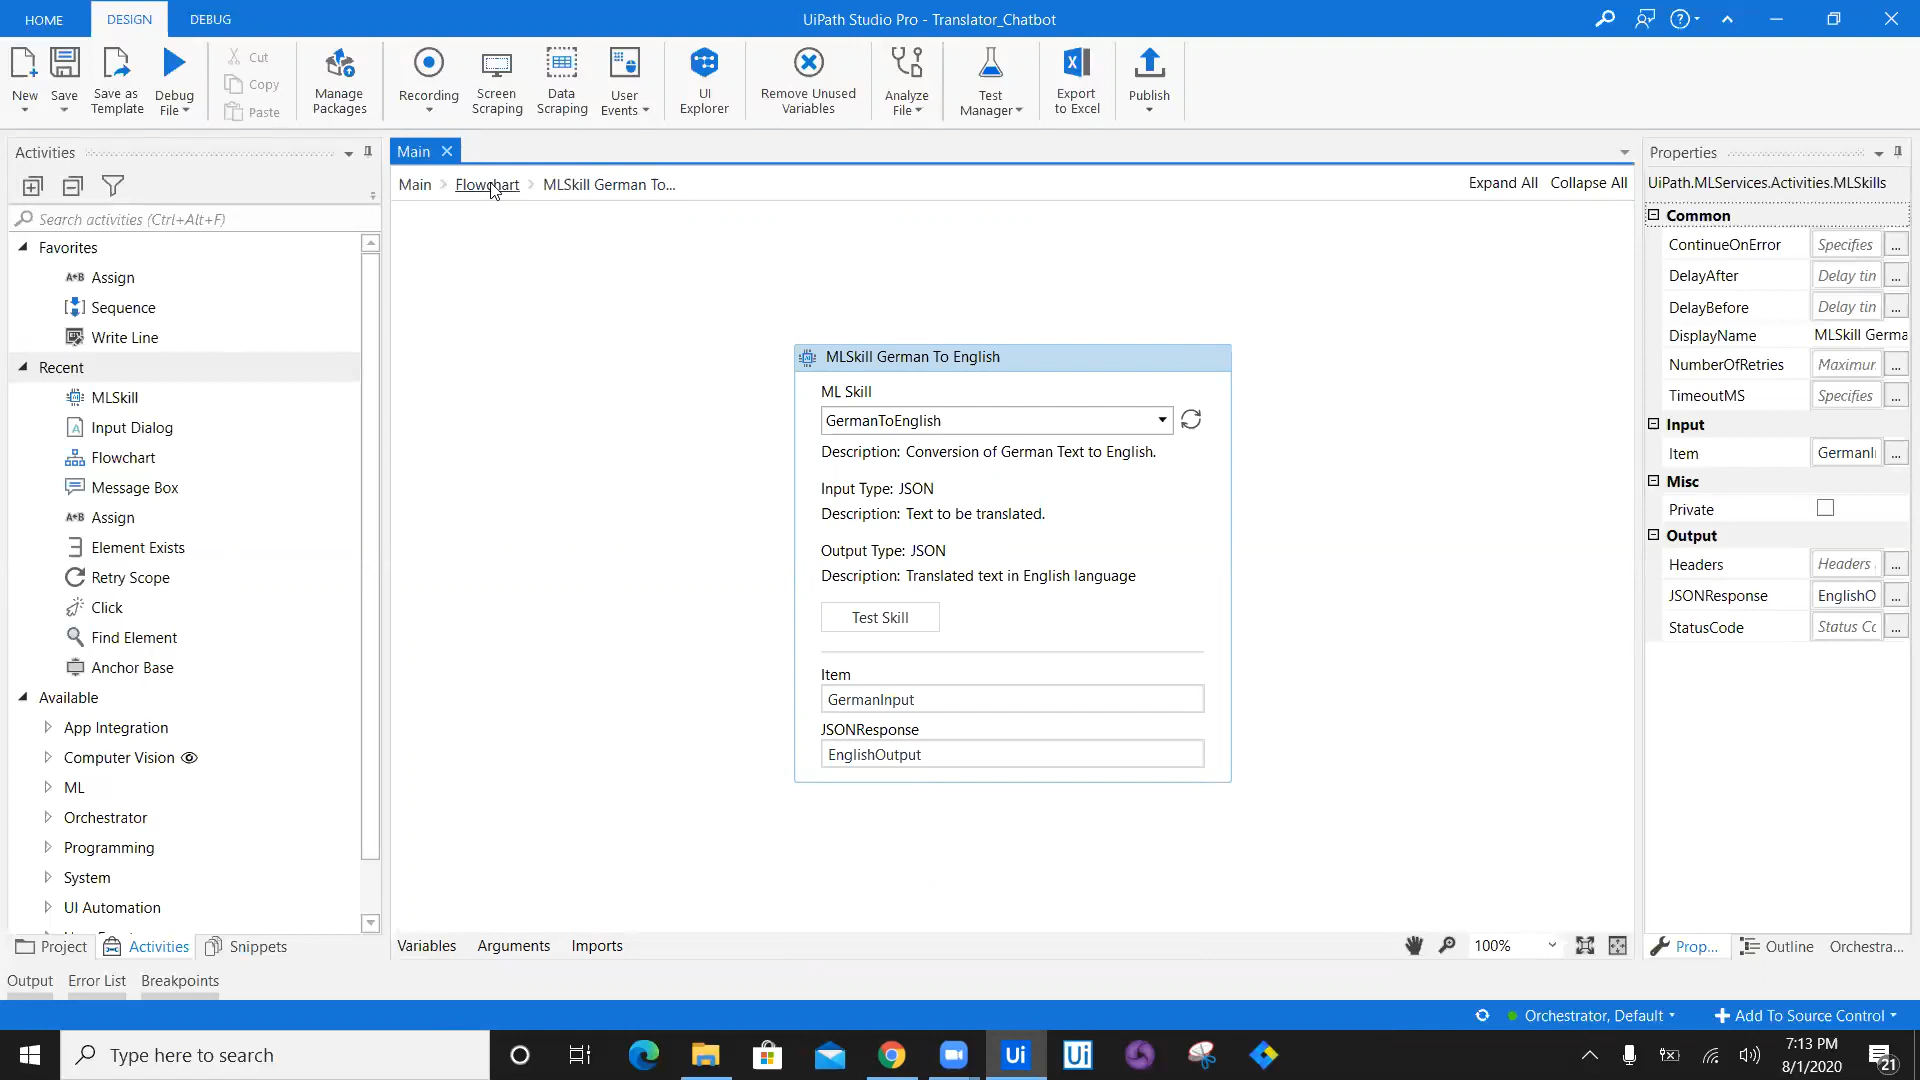 HOME
DESIGN
DEBUG
UiPath Studio Pro - Translator_Chatbot
New
Save
Save as Template
Debug File
Cut
Copy
Paste
Manage Packages
Recording
Screen Scraping
Data Scraping
User Events
UI Explorer
Remove Unused Variables
Analyze File
Test Manager
Export to Excel
Publish
Activities
Search activities (Ctrl+Alt+F)
Favorites
Assign
Sequence
Write Line
Recent
MLSkill
Input Dialog
Flowchart
Message Box
Assign
Element Exists
Retry Scope
Click
Find Element
Anchor Base
Available
App Integration
Computer Vision
ML
Orchestrator
Programming
System
UI Automation
Project
Activities
Snippets
Main
Main > Flowchart > MLSkill German To...
Expand All
Collapse All
MLSkill German To English
ML Skill
GermanToEnglish
Description: Conversion of German Text to English.
Input Type: JSON
Description: Text to be translated.
Output Type: JSON
Description: Translated text in English language
Test Skill
Item
GermanInput
JSONResponse
EnglishOutput
Variables
Arguments
Imports
100%
Properties
UiPath.MLServices.Activities.MLSkills
Common
ContinueOnError Specifies ...
DelayAfter Delay tin ...
DelayBefore Delay tin ...
DisplayName MLSkill Germa
NumberOfRetries Maximur ...
TimeoutMS Specifies ...
Input
Item GermanI ...
Misc
Private
Output
Headers Headers ...
JSONResponse EnglishO ...
StatusCode Status Cc ...
Prop...
Outline
Orchestra...
Output
Error List
Breakpoints
Orchestrator, Default
Add To Source Control
Type here to search
Ui
Ui
7:13 PM
8/1/2020
21